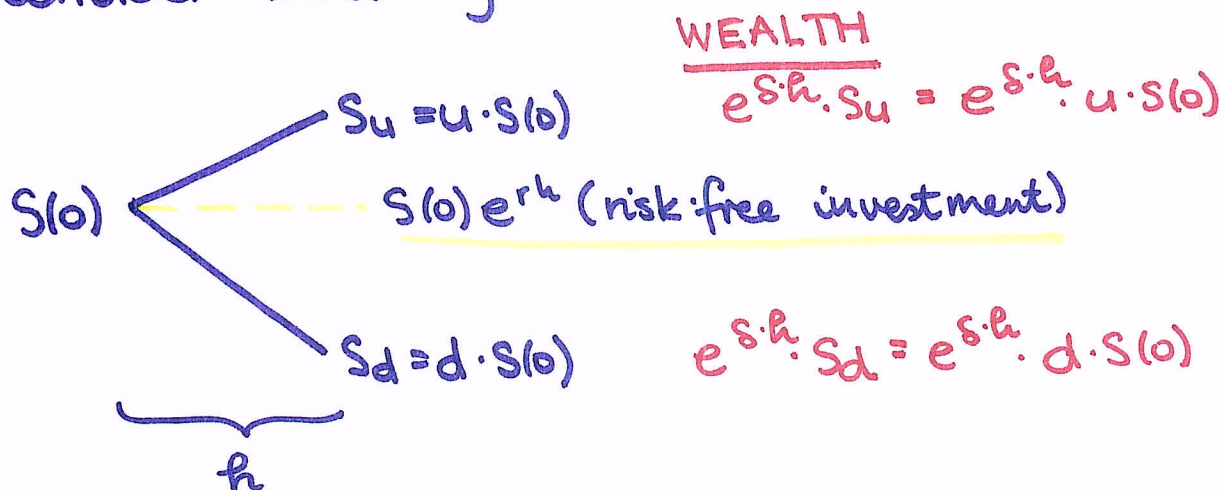 WEALTH
Su = u·S(0)
e^δ·h · Su = e^δ·h · u·S(0)
S(0)
S(0)e^rh (risk-free investment)
Sd = d·S(0)
e^δ·h · Sd = e^δ·h · d·S(0)
h